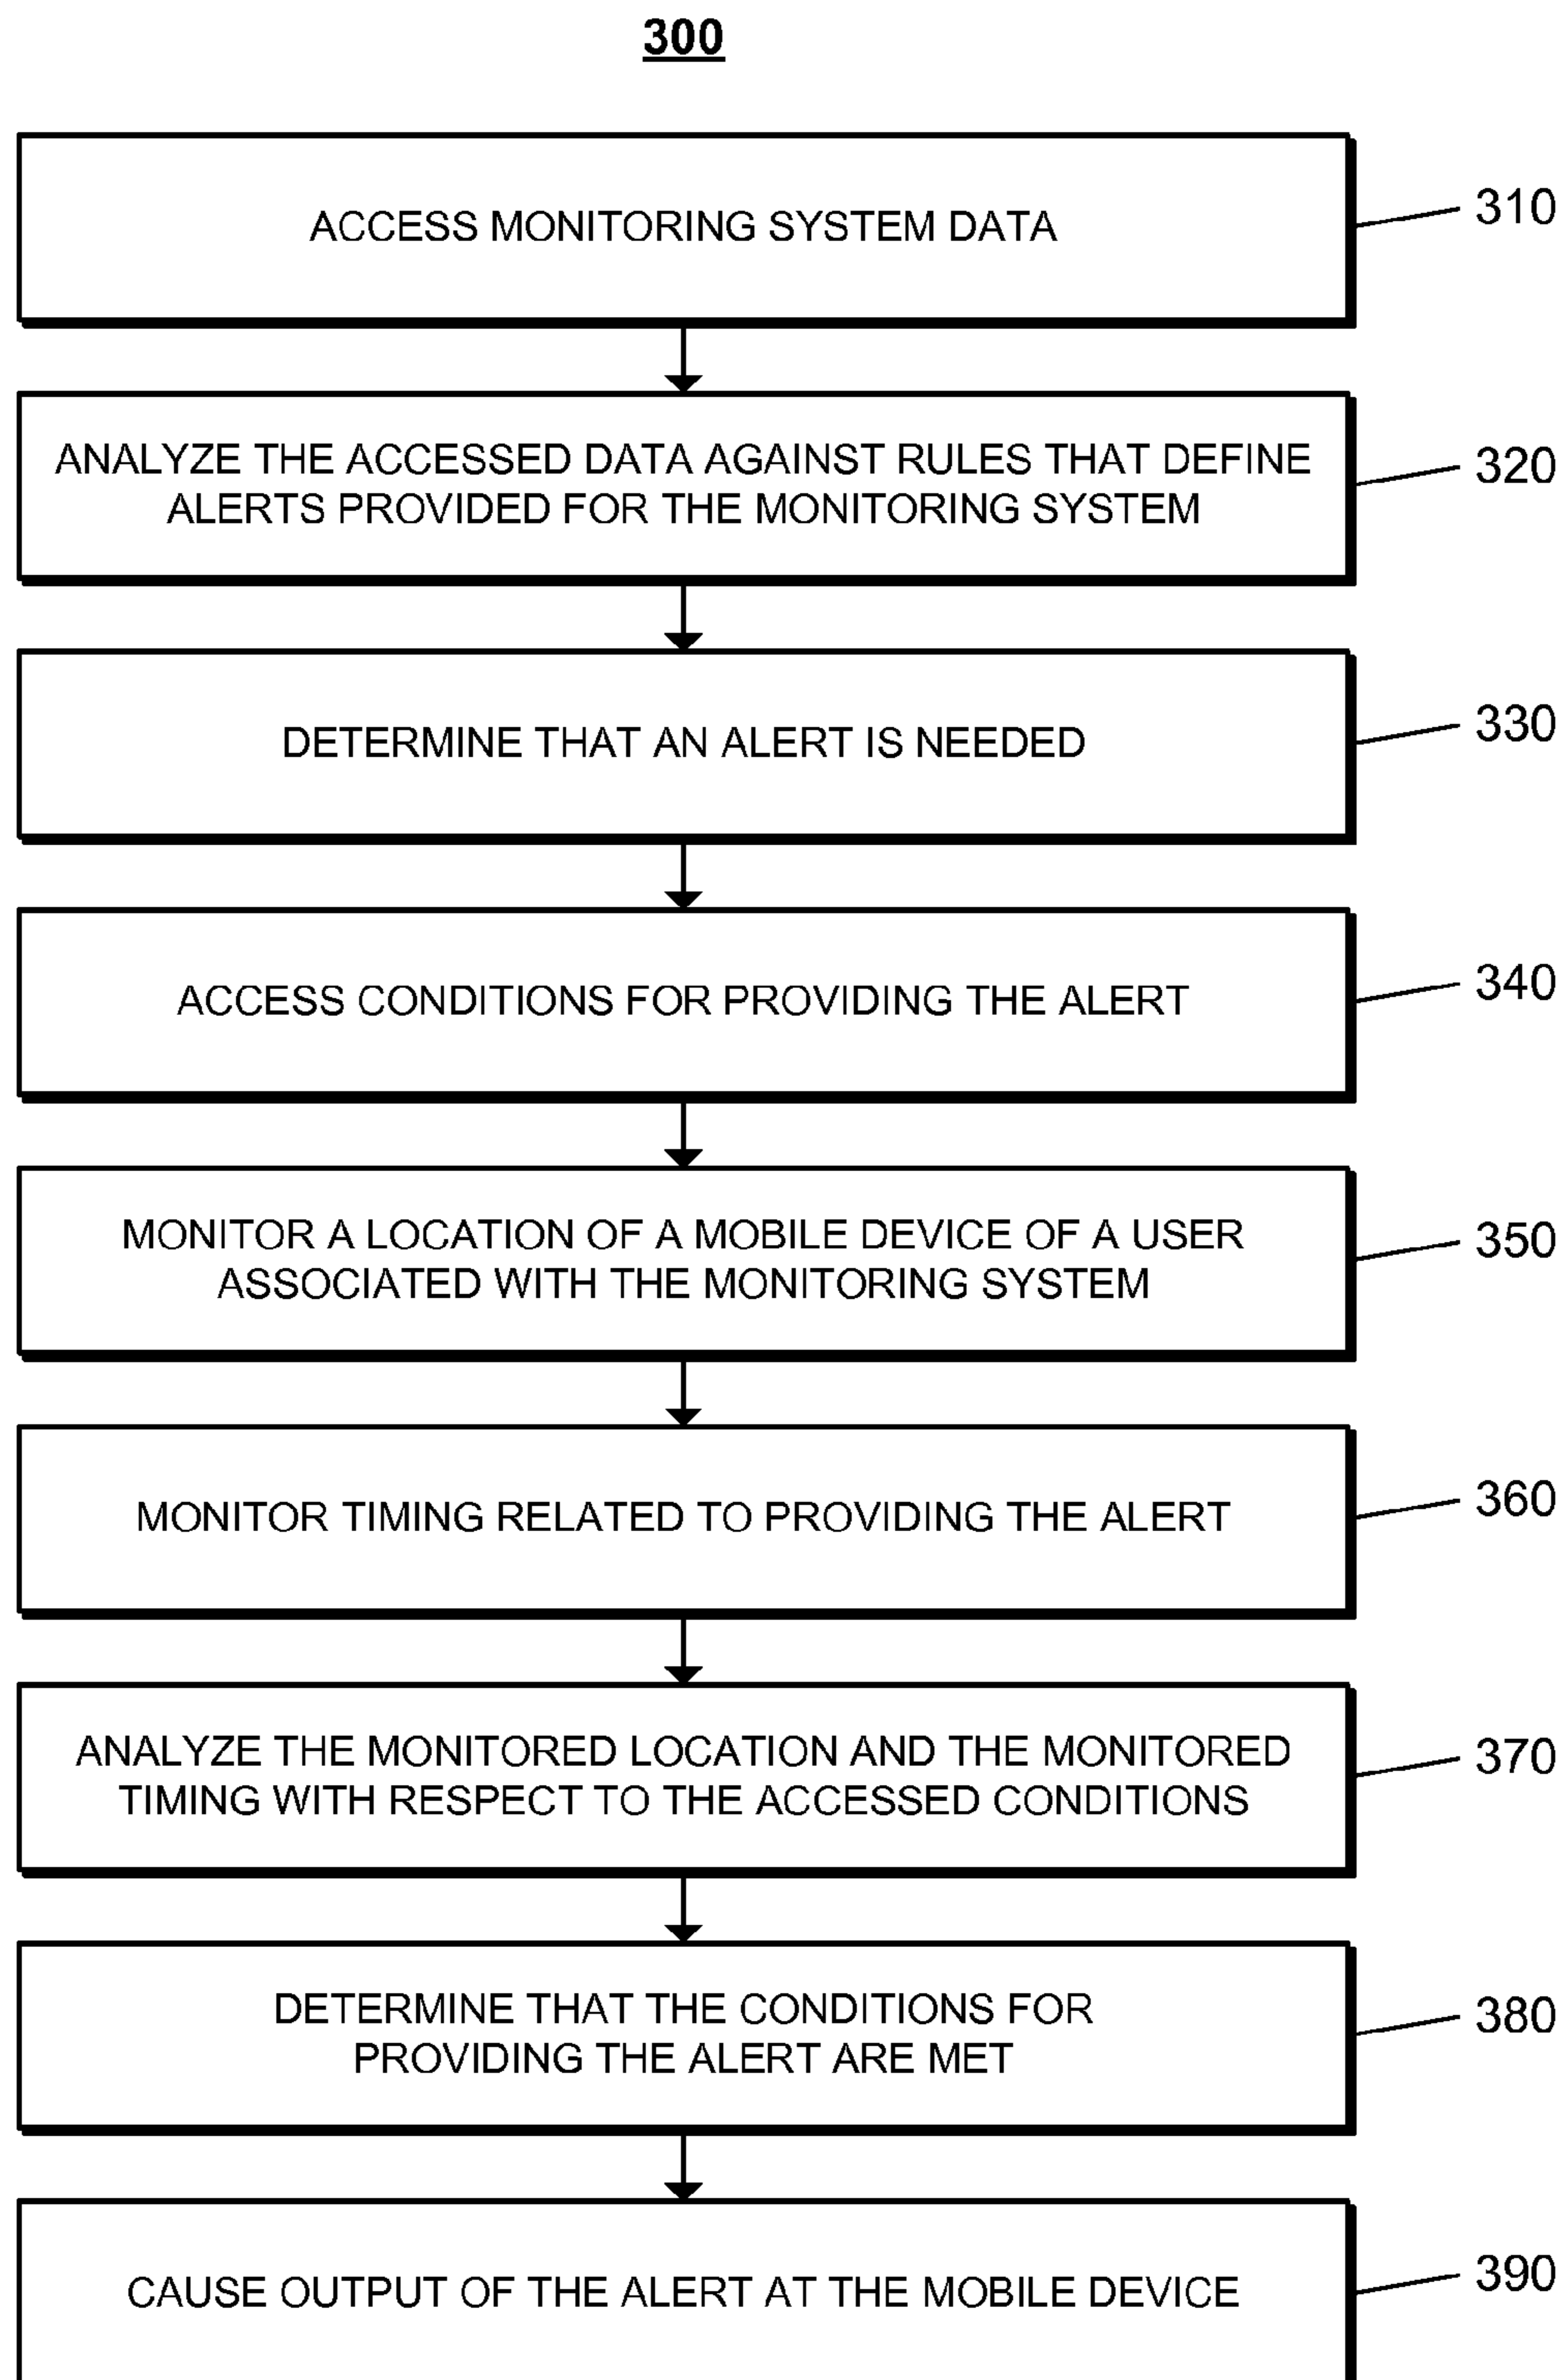 300
ACCESS MONITORING SYSTEM DATA
310
ANALYZE THE ACCESSED DATA AGAINST RULES THAT DEFINE
ALERTS PROVIDED FOR THE MONITORING SYSTEM
320
DETERMINE THAT AN ALERT IS NEEDED
330
ACCESS CONDITIONS FOR PROVIDING THE ALERT
340
MONITOR A LOCATION OF A MOBILE DEVICE OF A USER
ASSOCIATED WITH THE MONITORING SYSTEM
350
MONITOR TIMING RELATED TO PROVIDING THE ALERT
360
ANALYZE THE MONITORED LOCATION AND THE MONITORED
TIMING WITH RESPECT TO THE ACCESSED CONDITIONS
370
DETERMINE THAT THE CONDITIONS FOR
PROVIDING THE ALERT ARE MET
380
CAUSE OUTPUT OF THE ALERT AT THE MOBILE DEVICE
390